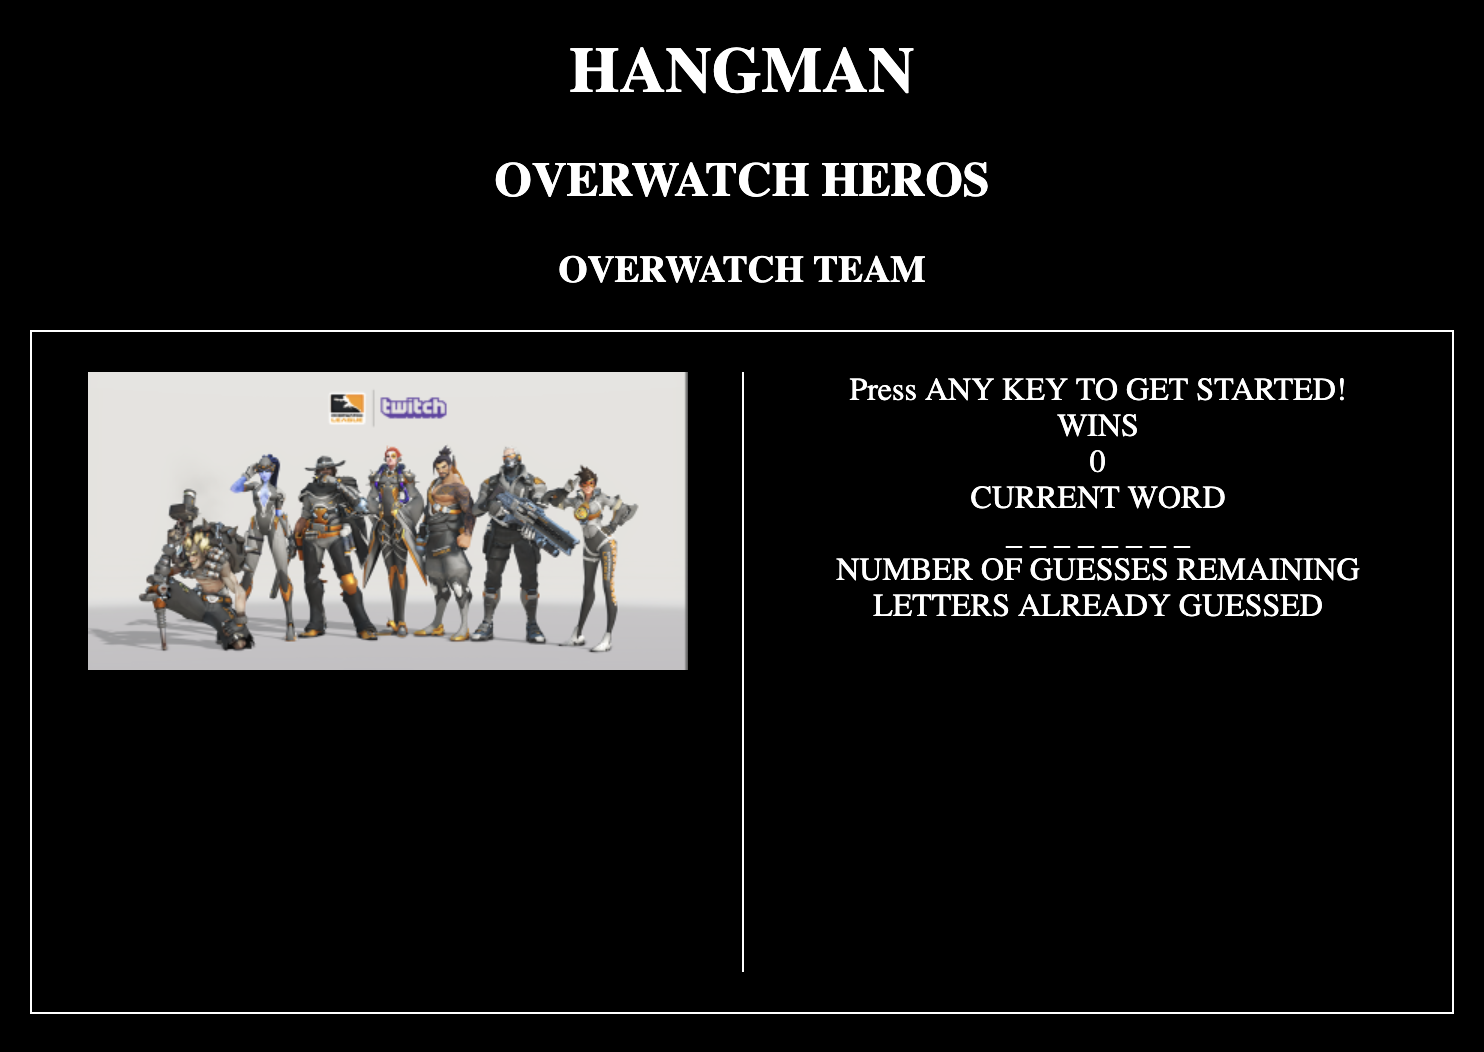 HANGMAN
OVERWATCH HEROS
OVERWATCH TEAM
twitch
Press ANY KEY TO GET STARTED!
WINS
0
CURRENT WORD
_ _ _ _ _ _ _ _
NUMBER OF GUESSES REMAINING
LETTERS ALREADY GUESSED